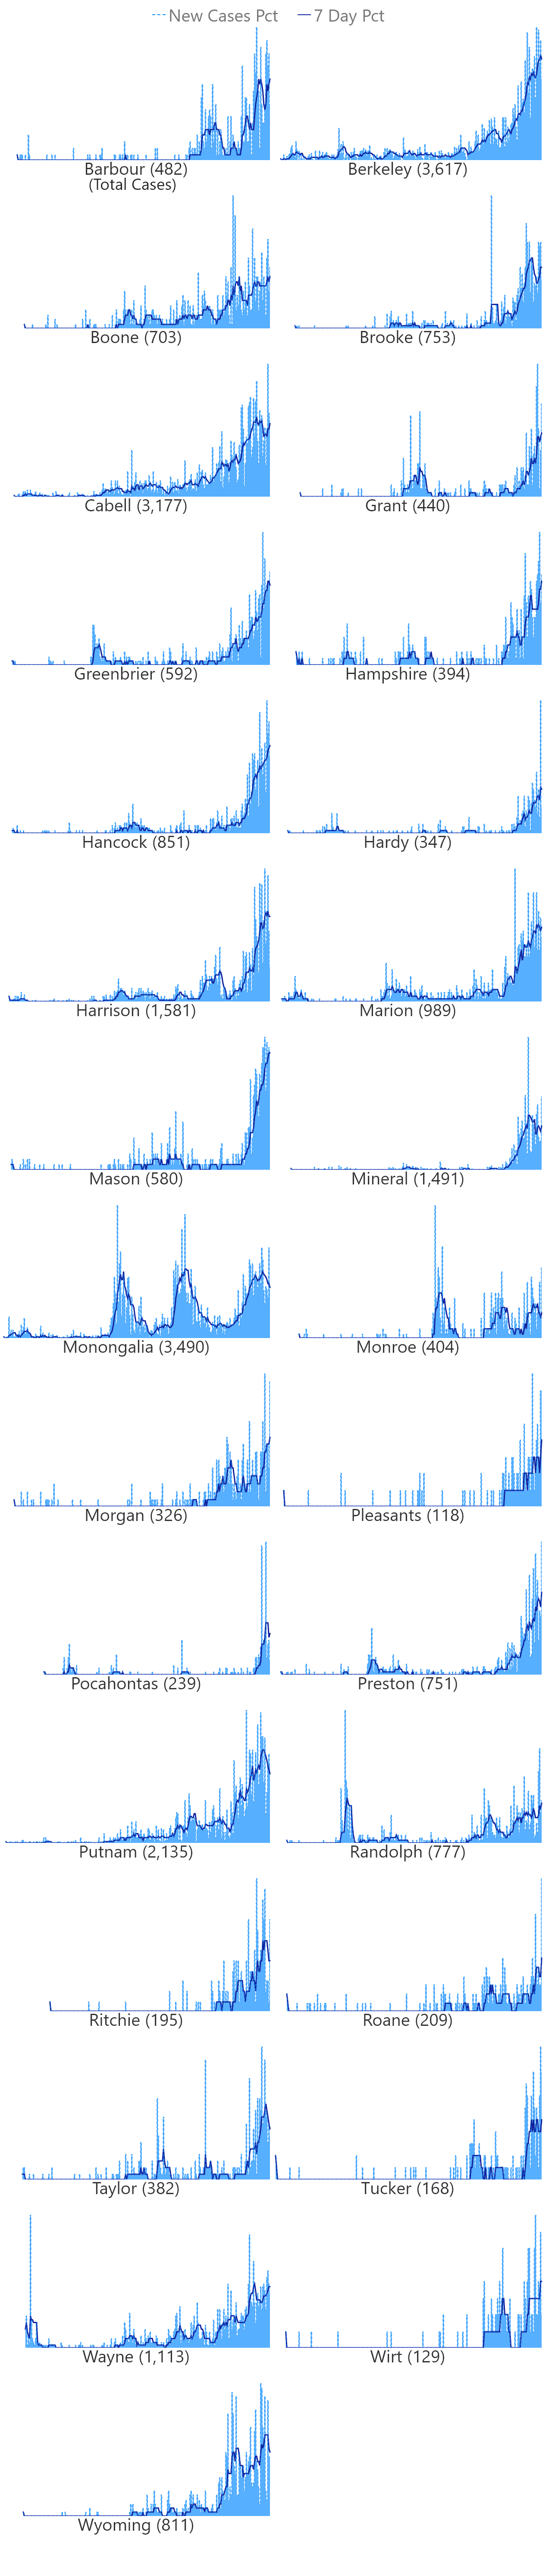 New Cases Pct 7 Day Pct
Barbour (482) Berkeley (3,617)
(Total Cases)
Boone (703) Brooke (753)
Cabell (3,177) Grant (440)
Greenbrier (592) Hampshire (394)
Hancock (851) Hardy (347)
Harrison (1,581) Marion (989)
Mason (580) Mineral (1,491)
Monongalia (3,490) Monroe (404)
Morgan (326) Pleasants (118)
Pocahontas (239) Preston (751)
Putnam (2,135) Randolph (777)
Ritchie (195) Roane (209)
Taylor (382) Tucker (168)
Wayne (1,113) Wirt (129)
Wyoming (811)